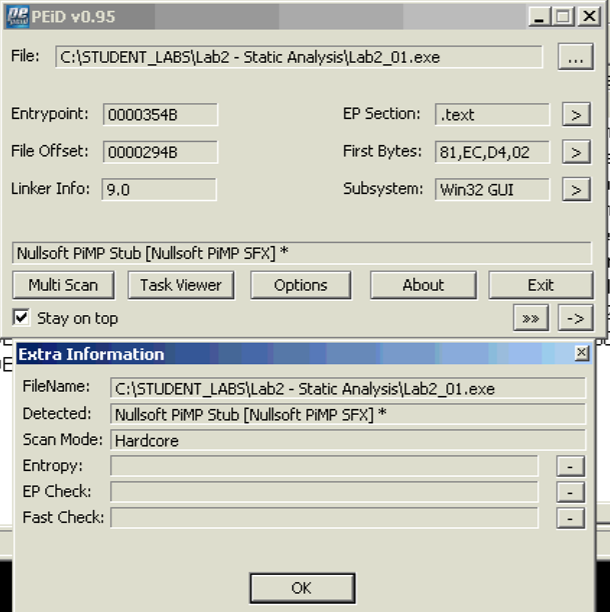 PEiD v0.95
File: C:\STUDENT_LABS\Lab2 - Static Analysis\Lab2_01.exe ...
Entrypoint: 0000354B EP Section: .text >
File Offset: 0000294B First Bytes: 81,EC,D4,02 >
Linker Info: 9.0 Subsystem: Win32 GUI >
Nullsoft PiMP Stub [Nullsoft PiMP SFX] *
Multi Scan Task Viewer Options About Exit
Stay on top »» ->
Extra Information
FileName: C:\STUDENT_LABS\Lab2 - Static Analysis\Lab2_01.exe
Detected: Nullsoft PiMP Stub [Nullsoft PiMP SFX] *
Scan Mode: Hardcore
Entropy: -
EP Check: -
Fast Check: -
OK